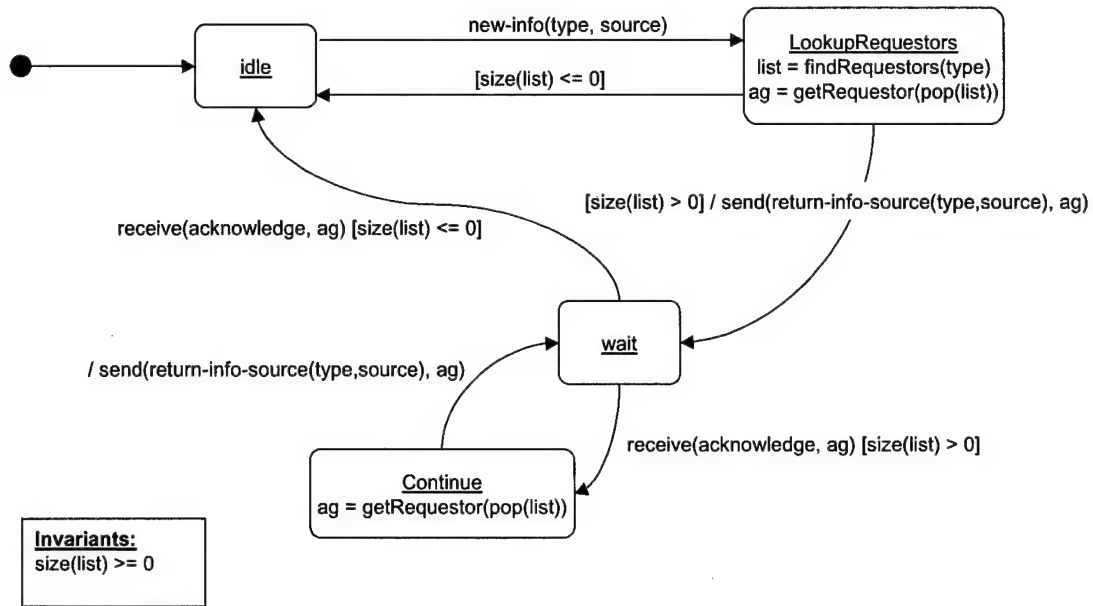 new-info(type, source)
idle
LookupRequestors
list = findRequestors(type)
ag = getRequestor(pop(list))
[size(list) <= 0]
[size(list) > 0] / send(return-info-source(type,source), ag)
receive(acknowledge, ag) [size(list) <= 0]
wait
/ send(return-info-source(type,source), ag)
receive(acknowledge, ag) [size(list) > 0]
Continue
ag = getRequestor(pop(list))
Invariants:
size(list) >= 0